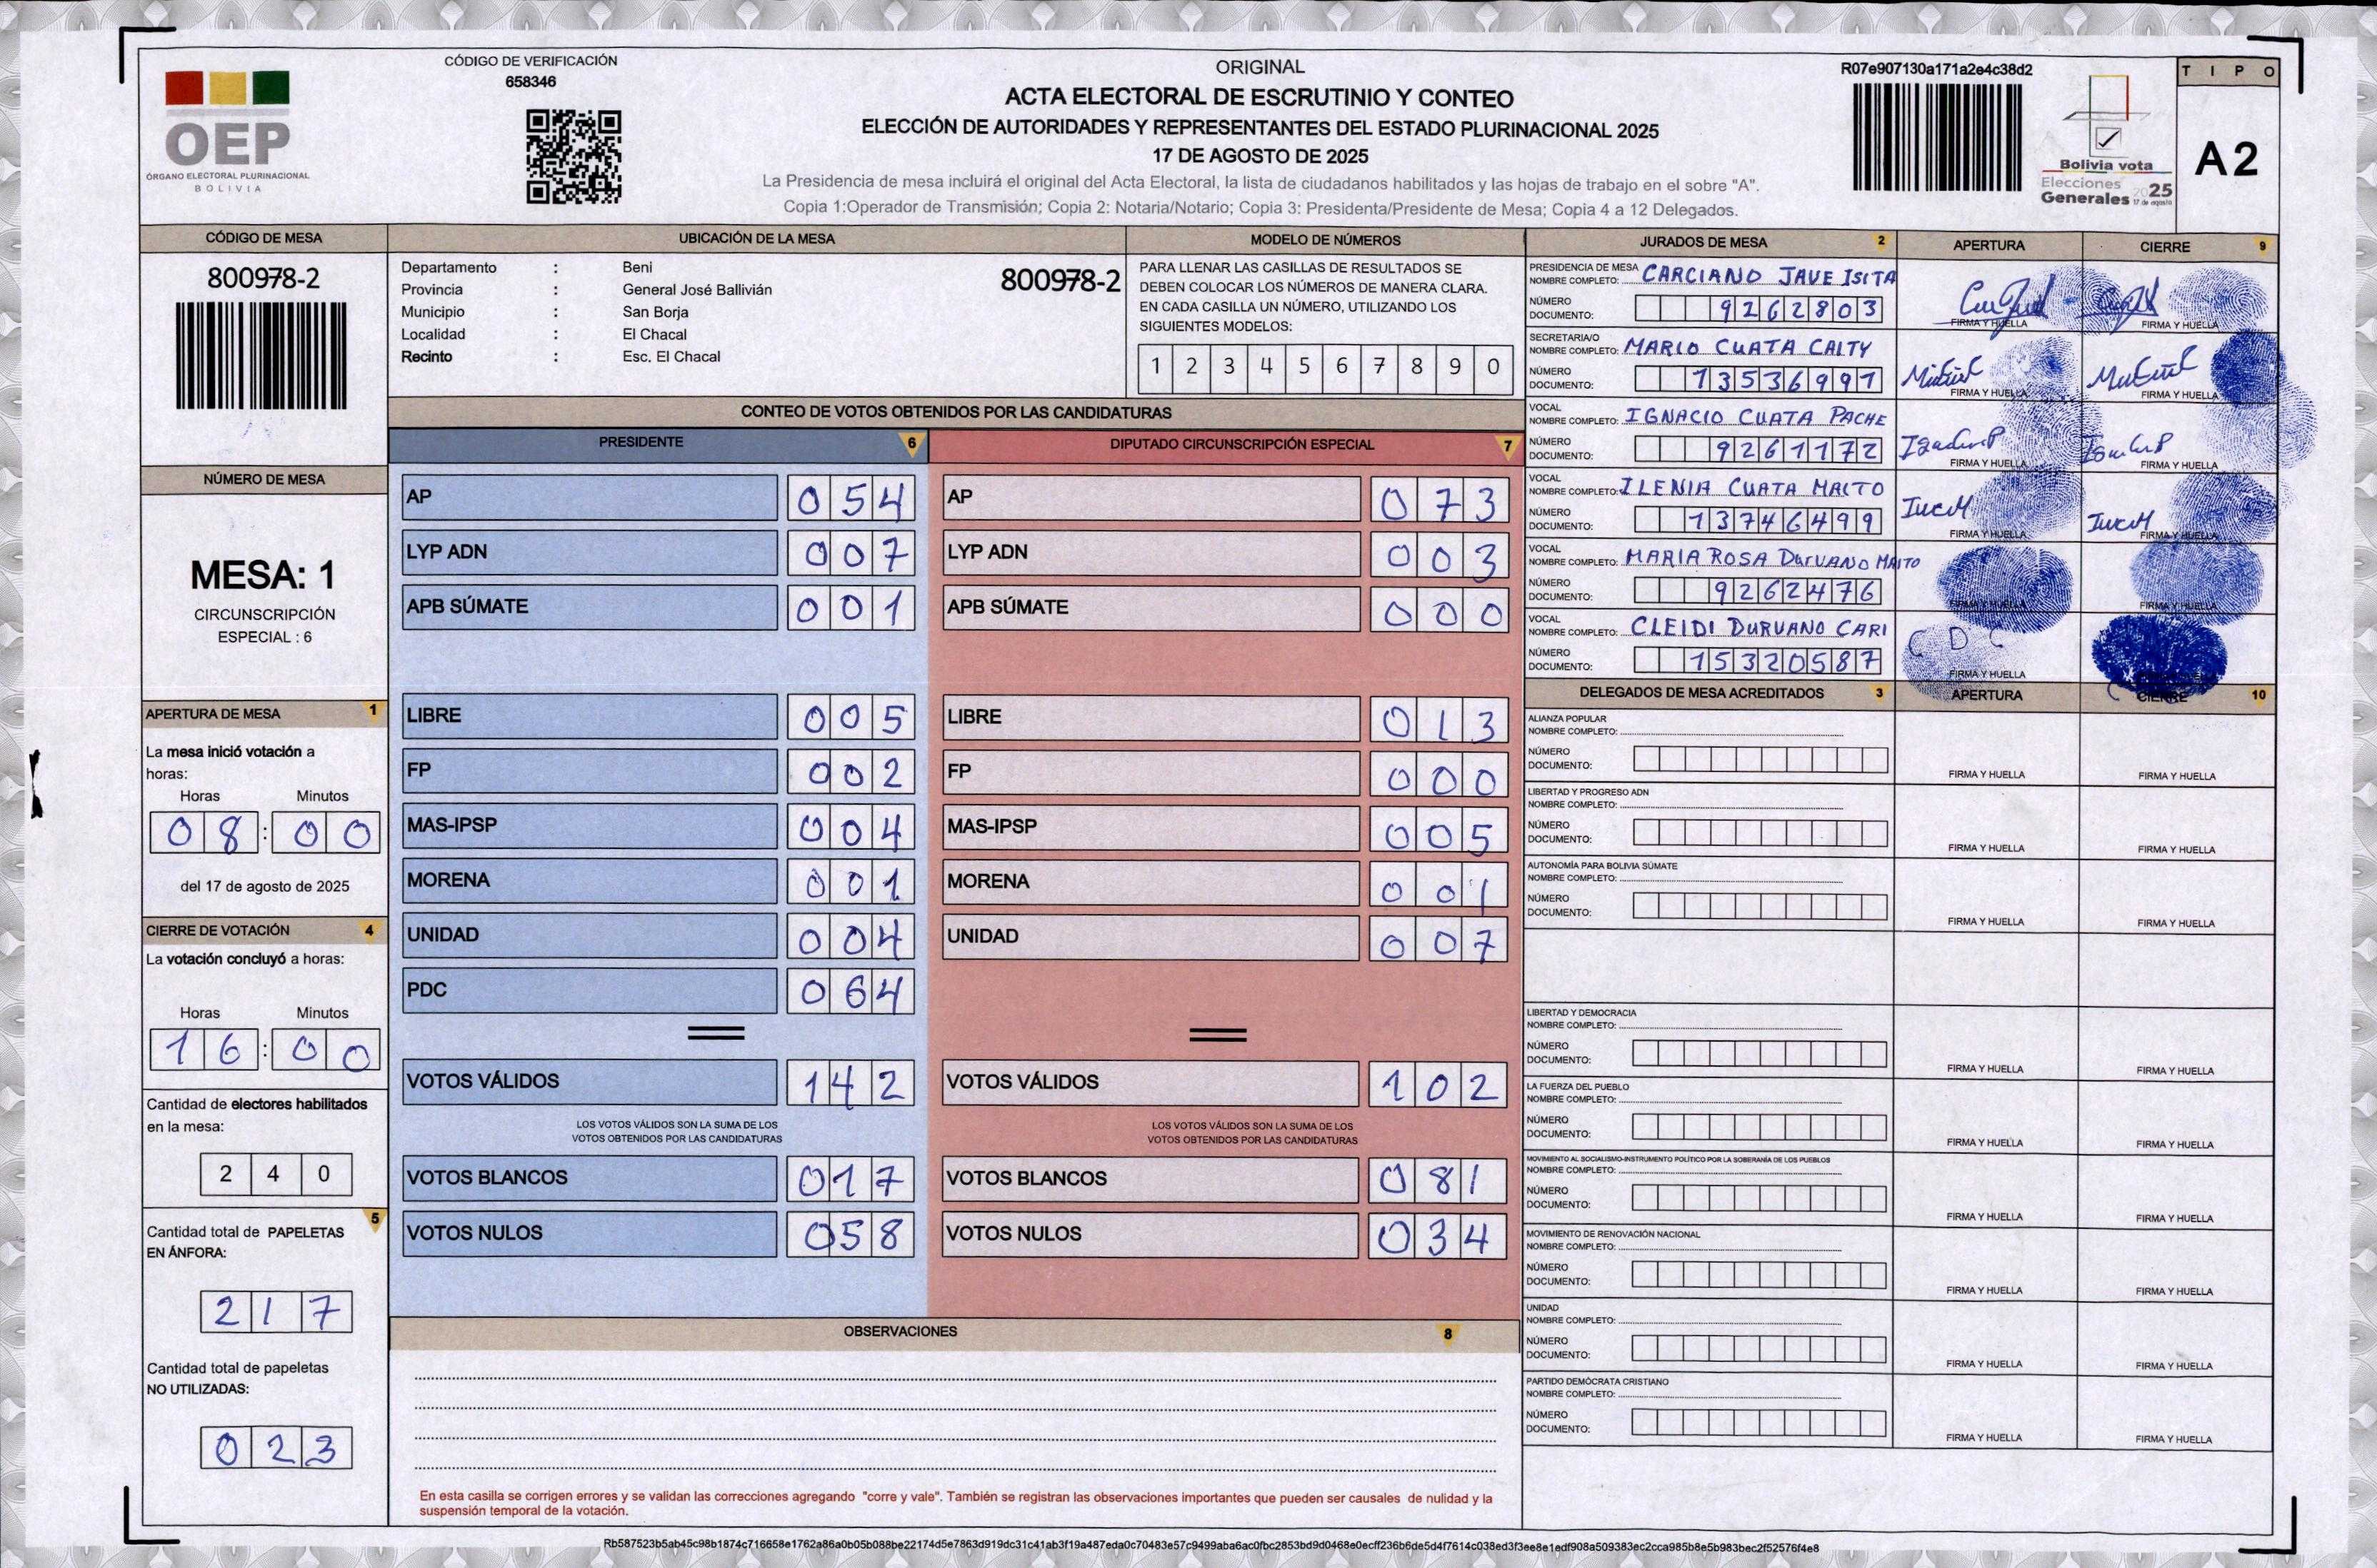 CÓDIGO DE VERIFICACIÓN
658346
OEP
ÓRGANO ELECTORAL PLURINACIONAL
BOLIVIA
ORIGINAL
ACTA ELECTORAL DE ESCRUTINIO Y CONTEO
ELECCIÓN DE AUTORIDADES Y REPRESENTANTES DEL ESTADO PLURINACIONAL 2025
17 DE AGOSTO DE 2025
La Presidencia de mesa incluirá el original del Acta Electoral, la lista de ciudadanos habilitados y las hojas de trabajo en el sobre "A".
Copia 1:Operador de Transmisión; Copia 2: Notaria/Notario; Copia 3: Presidenta/Presidente de Mesa; Copia 4 a 12 Delegados.
R07e907130a171a2e4c38d2
Bolivia vota
Elecciones
Generales 2025
17 de agosto
TIPO
A2
CÓDIGO DE MESA
800978-2
UBICACIÓN DE LA MESA
Departamento : Beni
Provincia : General José Ballivián
Municipio : San Borja
Localidad : El Chacal
Recinto : Esc. El Chacal
800978-2
MODELO DE NÚMEROS
PARA LLENAR LAS CASILLAS DE RESULTADOS SE
DEBEN COLOCAR LOS NÚMEROS DE MANERA CLARA.
EN CADA CASILLA UN NÚMERO, UTILIZANDO LOS
SIGUIENTES MODELOS:
1 2 3 4 5 6 7 8 9 0
NÚMERO DE MESA
MESA: 1
CIRCUNSCRIPCIÓN
ESPECIAL : 6
APERTURA DE MESA 1
La mesa inició votación a
horas:
Horas Minutos
08:00
del 17 de agosto de 2025
CIERRE DE VOTACIÓN 4
La votación concluyó a horas:
Horas Minutos
16:00
Cantidad de electores habilitados
en la mesa:
240
5
Cantidad total de PAPELETAS
EN ÁNFORA:
217
Cantidad total de papeletas
NO UTILIZADAS:
023
CONTEO DE VOTOS OBTENIDOS POR LAS CANDIDATURAS
PRESIDENTE 6
AP 054
LYP ADN 007
APB SÚMATE 001
LIBRE 005
FP 002
MAS-IPSP 004
MORENA 001
UNIDAD 004
PDC 064
VOTOS VÁLIDOS 142
LOS VOTOS VÁLIDOS SON LA SUMA DE LOS
VOTOS OBTENIDOS POR LAS CANDIDATURAS
VOTOS BLANCOS 017
VOTOS NULOS 058
DIPUTADO CIRCUNSCRIPCIÓN ESPECIAL 7
AP 073
LYP ADN 003
APB SÚMATE 000
LIBRE 013
FP 000
MAS-IPSP 005
MORENA 001
UNIDAD 007
VOTOS VÁLIDOS 102
LOS VOTOS VÁLIDOS SON LA SUMA DE LOS
VOTOS OBTENIDOS POR LAS CANDIDATURAS
VOTOS BLANCOS 081
VOTOS NULOS 034
OBSERVACIONES 8
En esta casilla se corrigen errores y se validan las correcciones agregando "corre y vale". También se registran las observaciones importantes que pueden ser causales de nulidad y la
suspensión temporal de la votación.
JURADOS DE MESA 2 APERTURA CIERRE 9
PRESIDENCIA DE MESA
NOMBRE COMPLETO: CARCIANO JAVE ISITA
NÚMERO
DOCUMENTO: 9262803
FIRMA Y HUELLA FIRMA Y HUELLA
SECRETARIA/O
NOMBRE COMPLETO: MARIO CUATA CAITY
NÚMERO
DOCUMENTO: 13536991
FIRMA Y HUELLA FIRMA Y HUELLA
VOCAL
NOMBRE COMPLETO: IGNACIO CUATA PACHE
NÚMERO
DOCUMENTO: 9261172
FIRMA Y HUELLA FIRMA Y HUELLA
VOCAL
NOMBRE COMPLETO: ILENIA CUATA MAITO
NÚMERO
DOCUMENTO: 13746499
FIRMA Y HUELLA FIRMA Y HUELLA
VOCAL
NOMBRE COMPLETO: MARIA ROSA DURVANO MAITO
NÚMERO
DOCUMENTO: 9262476
FIRMA Y HUELLA FIRMA Y HUELLA
VOCAL
NOMBRE COMPLETO: CLEIDI DURVANO CARI
NÚMERO
DOCUMENTO: 15320587
C D C
FIRMA Y HUELLA
DELEGADOS DE MESA ACREDITADOS 3 APERTURA CIERRE 10
ALIANZA POPULAR
NOMBRE COMPLETO:
NÚMERO
DOCUMENTO:
FIRMA Y HUELLA FIRMA Y HUELLA
LIBERTAD Y PROGRESO ADN
NOMBRE COMPLETO:
NÚMERO
DOCUMENTO:
FIRMA Y HUELLA FIRMA Y HUELLA
AUTONOMÍA PARA BOLIVIA SÚMATE
NOMBRE COMPLETO:
NÚMERO
DOCUMENTO:
FIRMA Y HUELLA FIRMA Y HUELLA
LIBERTAD Y DEMOCRACIA
NOMBRE COMPLETO:
NÚMERO
DOCUMENTO:
FIRMA Y HUELLA FIRMA Y HUELLA
LA FUERZA DEL PUEBLO
NOMBRE COMPLETO:
NÚMERO
DOCUMENTO:
FIRMA Y HUELLA FIRMA Y HUELLA
MOVIMIENTO AL SOCIALISMO-INSTRUMENTO POLÍTICO POR LA SOBERANÍA DE LOS PUEBLOS
NOMBRE COMPLETO:
NÚMERO
DOCUMENTO:
FIRMA Y HUELLA FIRMA Y HUELLA
MOVIMIENTO DE RENOVACIÓN NACIONAL
NOMBRE COMPLETO:
NÚMERO
DOCUMENTO:
FIRMA Y HUELLA FIRMA Y HUELLA
UNIDAD
NOMBRE COMPLETO:
NÚMERO
DOCUMENTO:
FIRMA Y HUELLA FIRMA Y HUELLA
PARTIDO DEMÓCRATA CRISTIANO
NOMBRE COMPLETO:
NÚMERO
DOCUMENTO:
FIRMA Y HUELLA FIRMA Y HUELLA